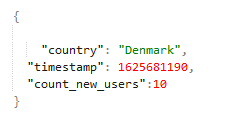 {
"country": "Denmark",
"timestamp": 1625681190,
"count_new_users":10
}